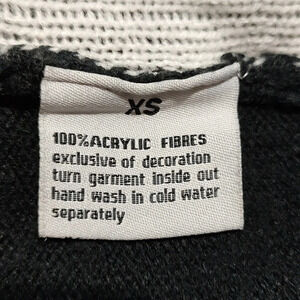 XS
100%ACRYLIC FIBRES
exclusive of decoration
turn garment inside out
hand wash in cold water
separately